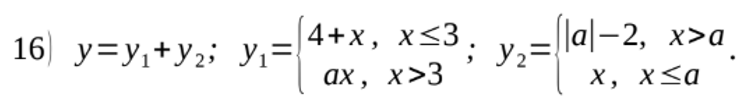 16) y=y₁+y₂; y₁={4+x, x≤3; y₂={|a|−2, x>a.
ax, x>3 x, x≤a